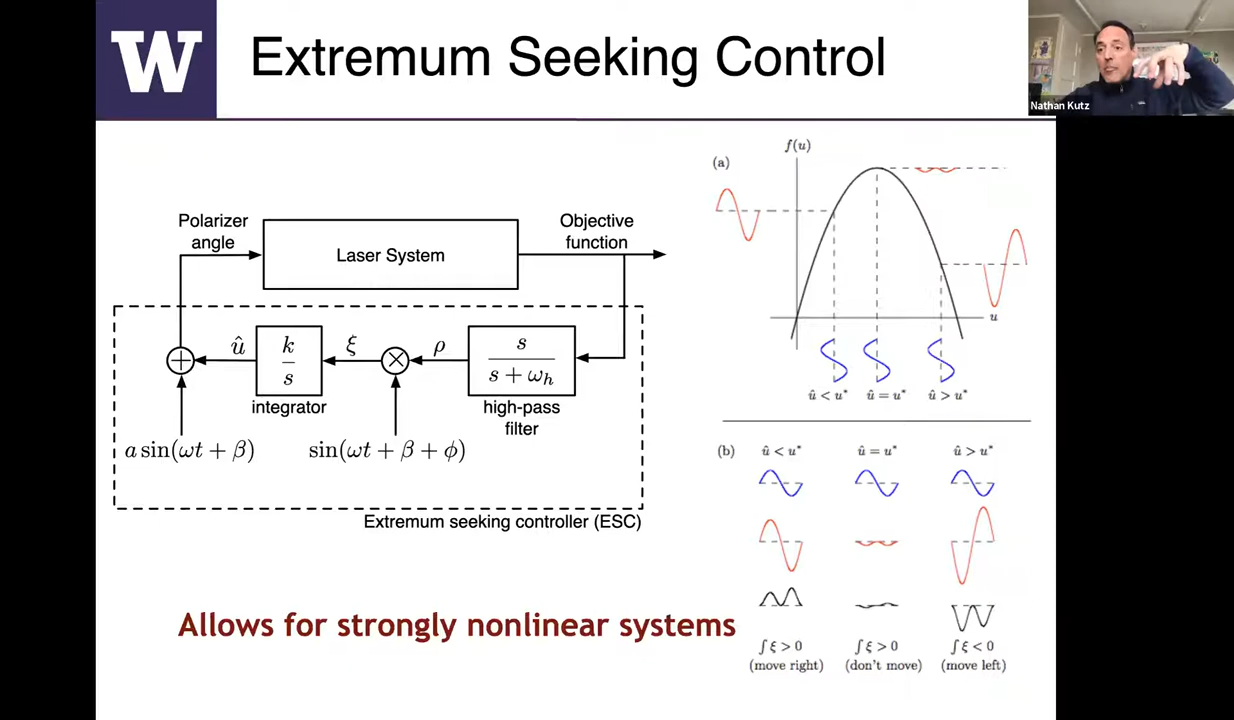 W
Extremum Seeking Control
Nathan Kutz
Polarizer
angle
Laser System
Objective
function
û
k
s
ξ
ρ
s
s + ω_h
+
×
integrator
high-pass
filter
a sin(ωt + β)
sin(ωt + β + φ)
Extremum seeking controller (ESC)
Allows for strongly nonlinear systems
(a)
f(u)
u
û < u*
û = u*
û > u*
(b)
û < u*
û = u*
û > u*
∫ξ > 0
(move right)
∫ξ > 0
(don't move)
∫ξ < 0
(move left)